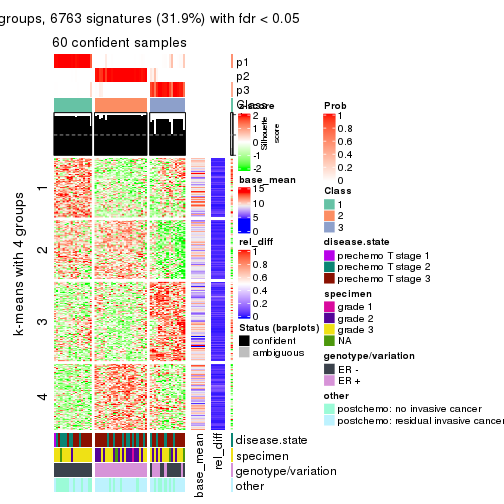 groups, 6763 signatures (31.9%) with fdr < 0.05
60 confident samples
p1
p2
p3
Class
Silhouette
score
1
2
3
4
k-means with 4 groups
z-score
2
1
0
-1
-2
base_mean
15
10
5
0
rel_diff
1
0.8
0.6
0.4
0.2
0
Status (barplots)
confident
ambiguous
Prob
1
0.8
0.6
0.4
0.2
0
Class
1
2
3
disease.state
prechemo T stage 1
prechemo T stage 2
prechemo T stage 3
specimen
grade 1
grade 2
grade 3
NA
genotype/variation
ER -
ER +
other
postchemo: no invasive cancer
postchemo: residual invasive cancer
disease.state
specimen
genotype/variation
other
base_mean
rel_diff